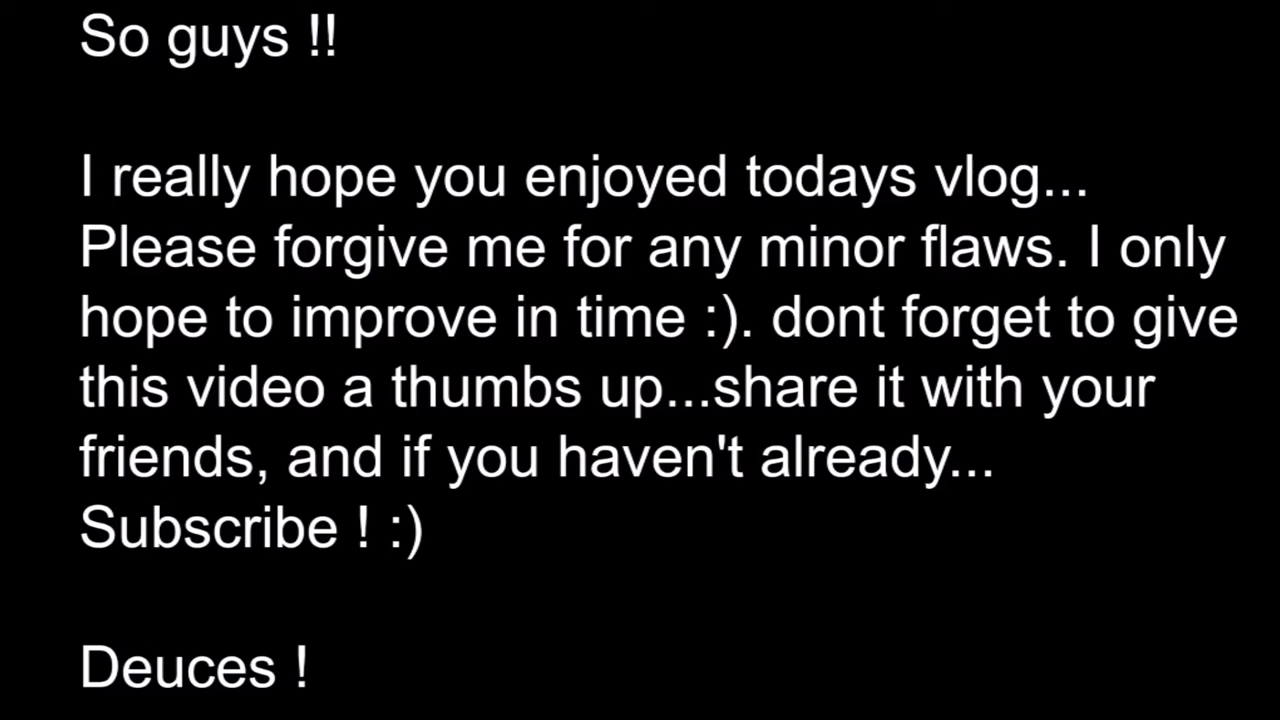 So guys !!
I really hope you enjoyed todays vlog...
Please forgive me for any minor flaws. I only
hope to improve in time :). dont forget to give
this video a thumbs up...share it with your
friends, and if you haven't already...
Subscribe ! :)
Deuces !